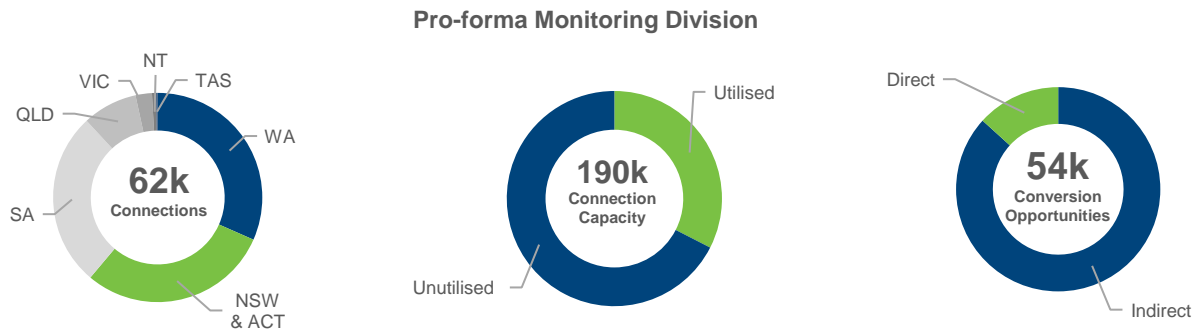 Pro-forma Monitoring Division
NT
VIC
TAS
QLD
WA
62k
Connections
SA
NSW
& ACT
Utilised
190k
Connection
Capacity
Unutilised
Direct
54k
Conversion
Opportunities
Indirect